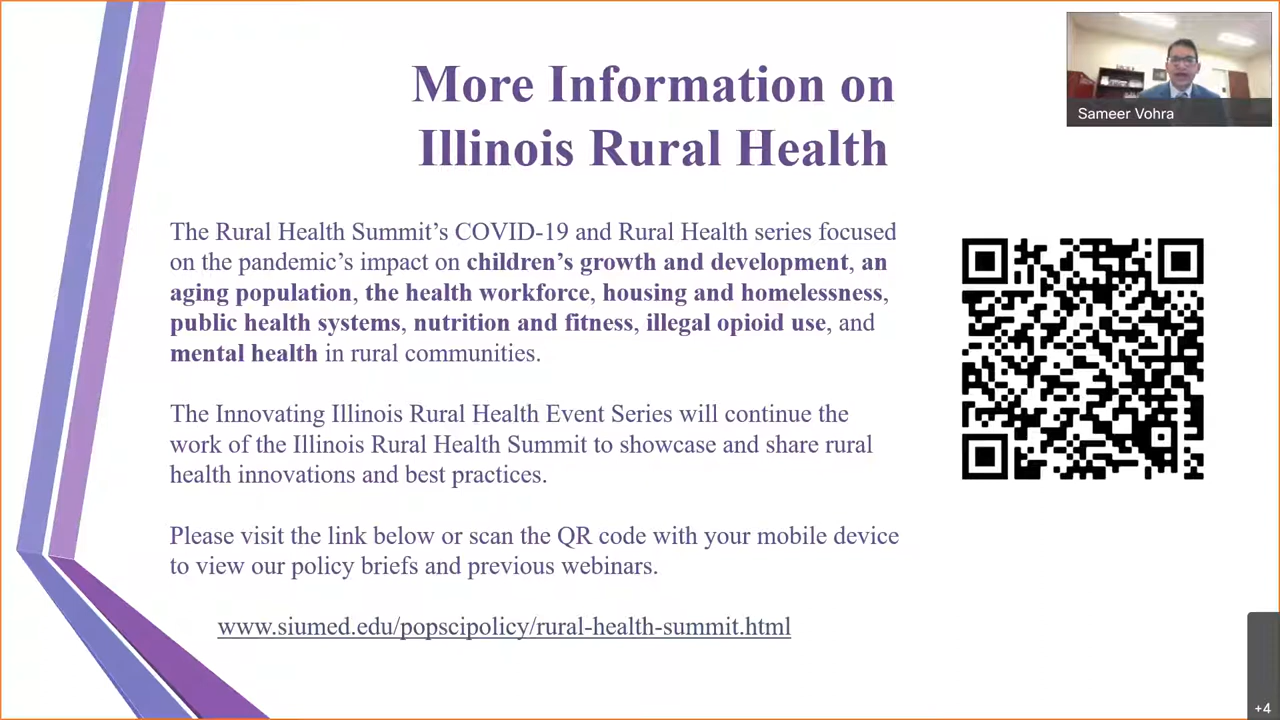 More Information on
Illinois Rural Health
Sameer Vohra
The Rural Health Summit’s COVID-19 and Rural Health series focused
on the pandemic’s impact on children’s growth and development, an
aging population, the health workforce, housing and homelessness,
public health systems, nutrition and fitness, illegal opioid use, and
mental health in rural communities.
The Innovating Illinois Rural Health Event Series will continue the
work of the Illinois Rural Health Summit to showcase and share rural
health innovations and best practices.
Please visit the link below or scan the QR code with your mobile device
to view our policy briefs and previous webinars.
www.siumed.edu/popscipolicy/rural-health-summit.html
+4